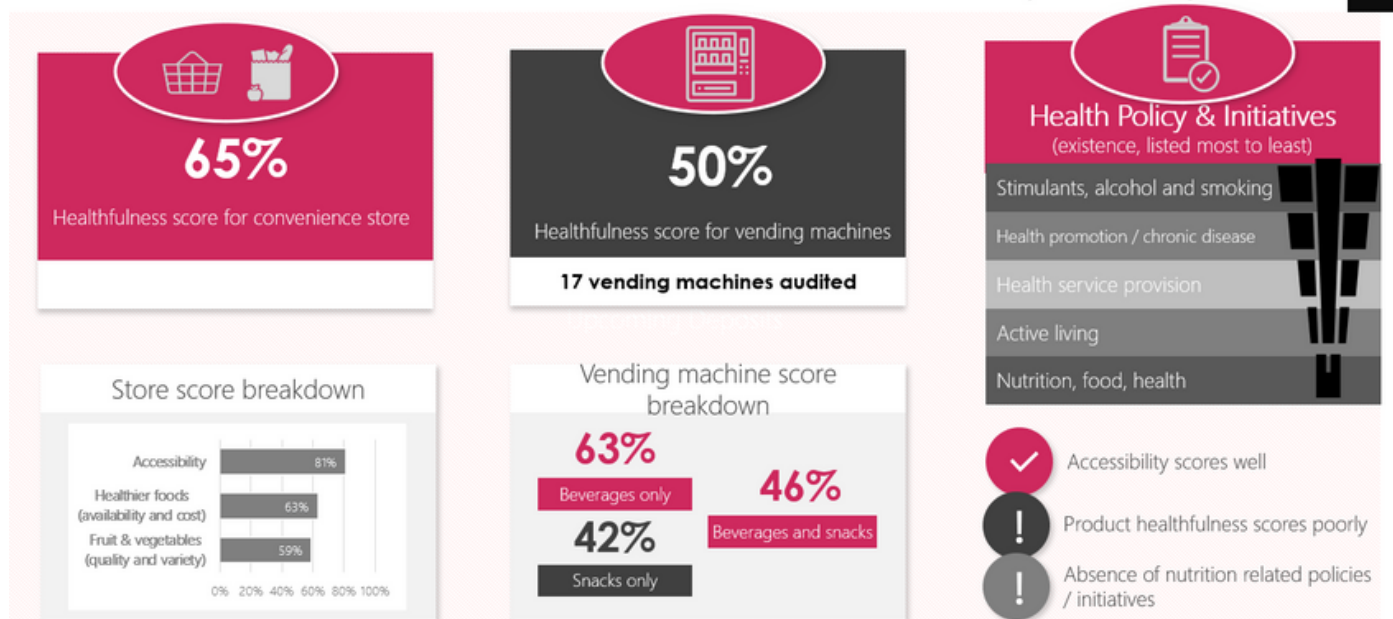 65%
Healthfulness score for convenience store
50%
Healthfulness score for vending machines
17 vending machines audited
Upcoming Deposits
Health Policy & Initiatives
(existence, listed most to least)
Stimulants, alcohol and smoking
Health promotion / chronic disease
Health service provision
Active living
Nutrition, food, health
Store score breakdown
Accessibility
81%
Healthier foods
(availability and cost)
63%
Fruit & vegetables
(quality and variety)
59%
0% 20% 40% 60% 80% 100%
Vending machine score
breakdown
63%
Beverages only
42%
Snacks only
46%
Beverages and snacks
Accessibility scores well
Product healthfulness scores poorly
Absence of nutrition related policies
/ initiatives